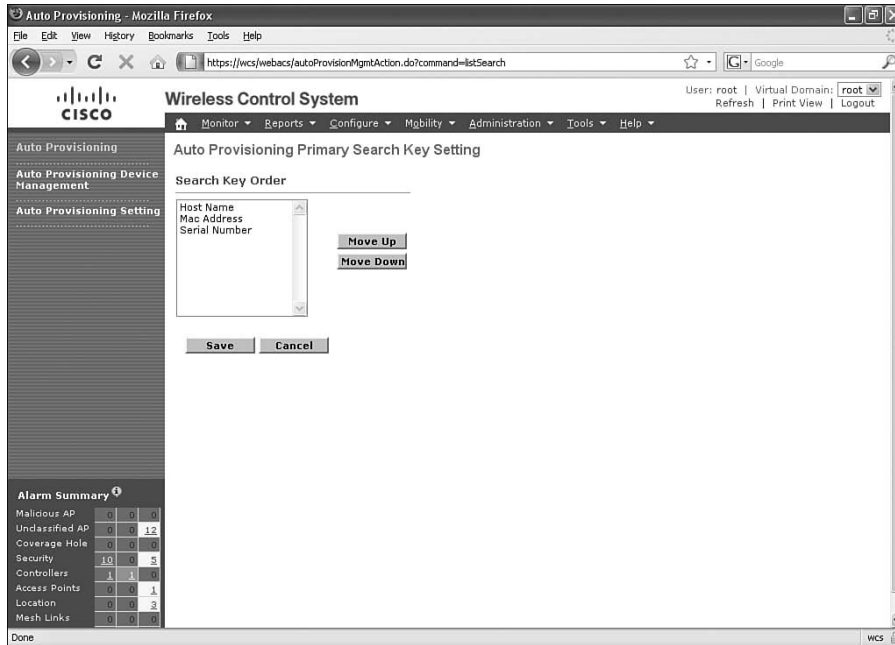 Auto Provisioning - Mozilla Firefox
File Edit View History Bookmarks Tools Help
https://wcs/webacs/autoProvisionMgmtAction.do?command=listSearch
G Google
CISCO
Wireless Control System
User: root | Virtual Domain: root
Refresh | Print View | Logout
Monitor Reports Configure Mobility Administration Tools Help
Auto Provisioning
Auto Provisioning Device
Management
Auto Provisioning Setting
Auto Provisioning Primary Search Key Setting
Search Key Order
Host Name
Mac Address
Serial Number
Move Up
Move Down
Save Cancel
Alarm Summary
Malicious AP 0 0 0
Unclassified AP 0 0 12
Coverage Hole 0 0 0
Security 10 0 5
Controllers 1 1 0
Access Points 0 0 1
Location 0 0 3
Mesh Links 0 0 0
Done
wcs